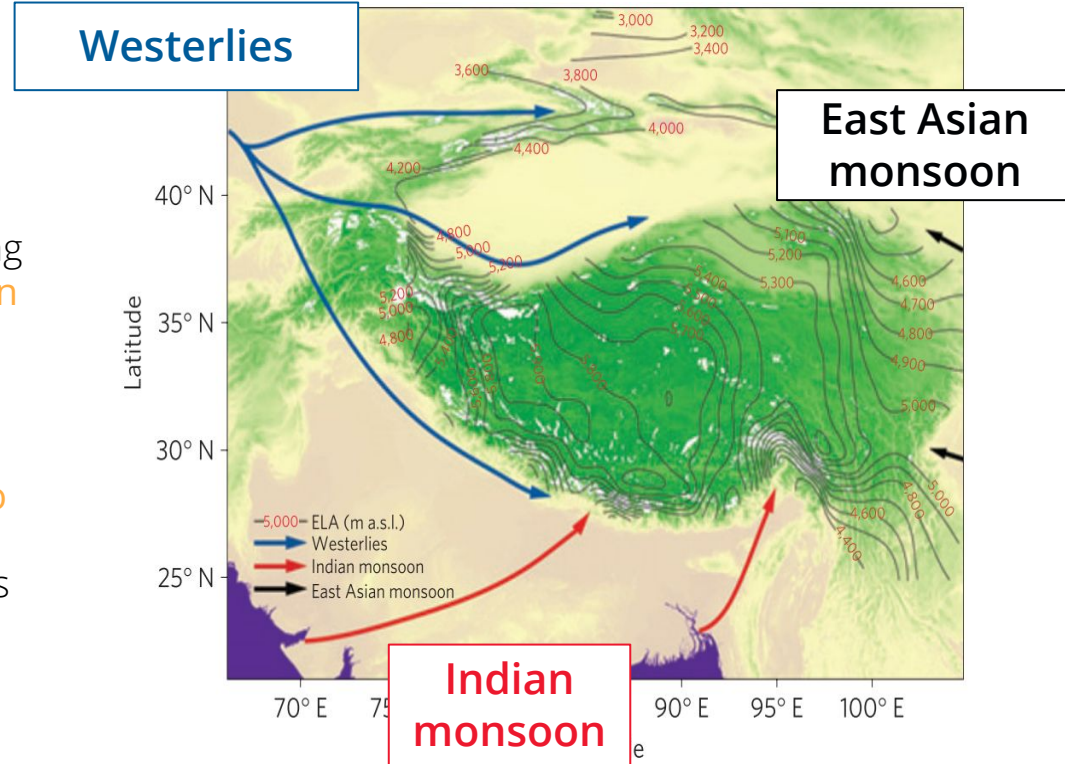 Westerlies
East Asian
monsoon
Indian
monsoon
3,000
3,200
3,400
3,600
3,800
4,000
4,400
4,200
40° N
4,800
5,000
5,200
5,100
5,200
5,300
4,600
4,700
4,800
4,900
5,000
5,400
5,600
5,200
5,000
4,800
35° N
Latitude
30° N
25° N
5,000
4,800
4,600
4,400
5,000 ELA (m a.s.l.)
Westerlies
Indian monsoon
East Asian monsoon
70° E
90° E
95° E
100° E